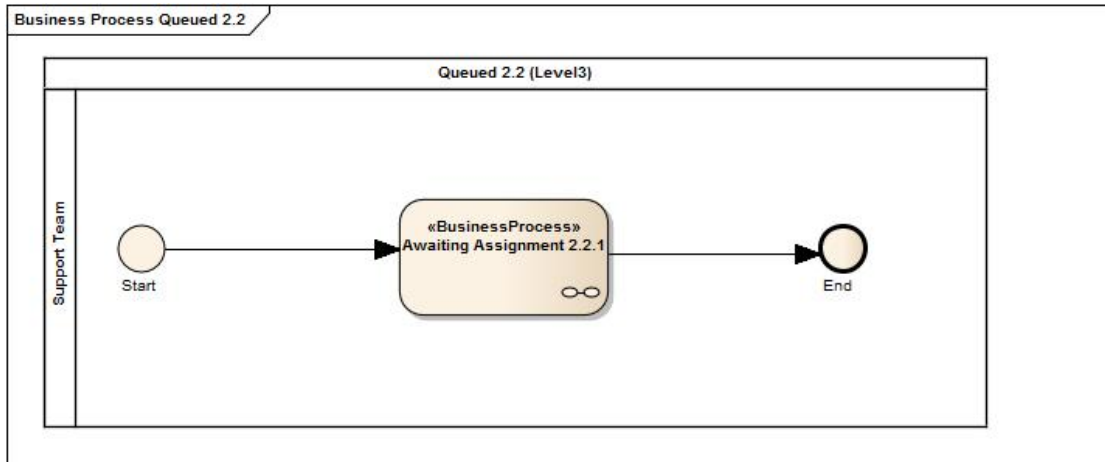 Business Process Queued 2.2
Queued 2.2 (Level3)
Support Team
«BusinessProcess»
Awaiting Assignment 2.2.1
Start
End